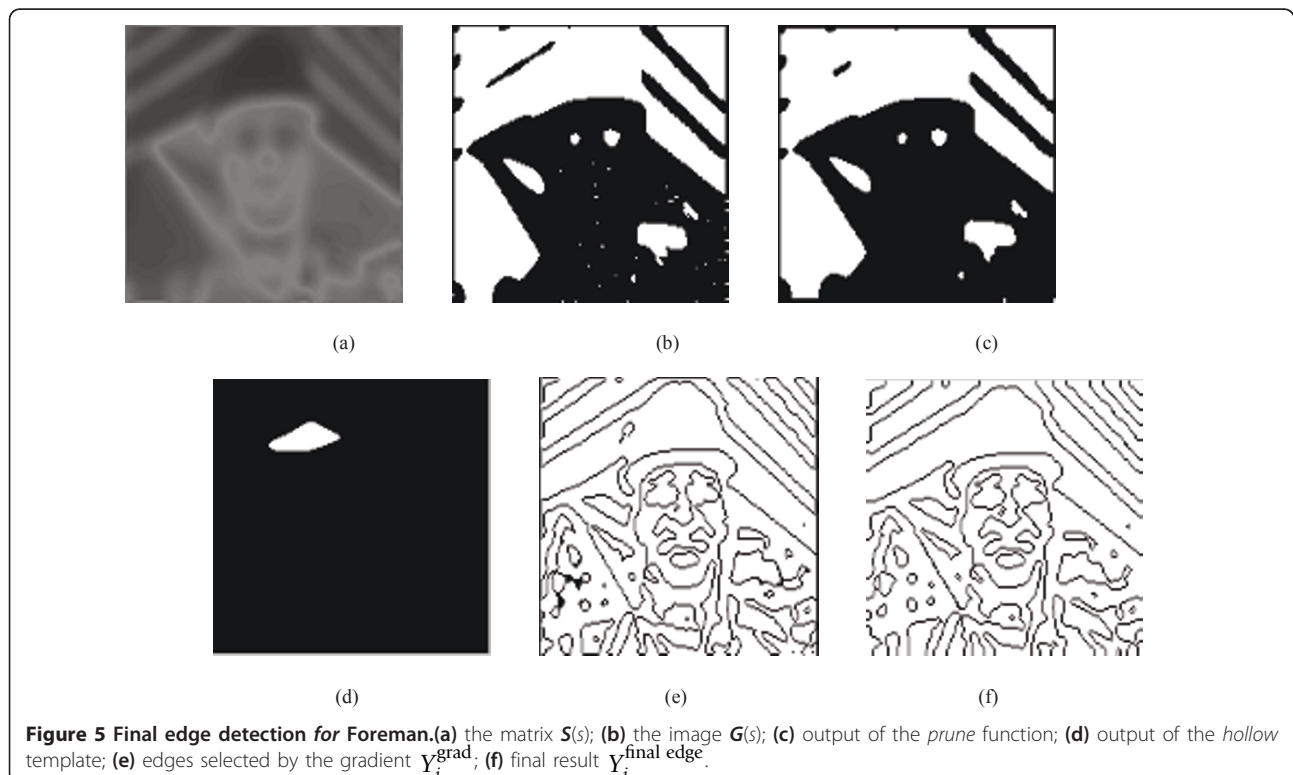 (a)
(b)
(c)
(d)
(e)
(f)
Figure 5 Final edge detection for Foreman.(a) the matrix S(s); (b) the image G(s); (c) output of the prune function; (d) output of the hollow
template; (e) edges selected by the gradient Y_i^grad; (f) final result Y_i^final edge.